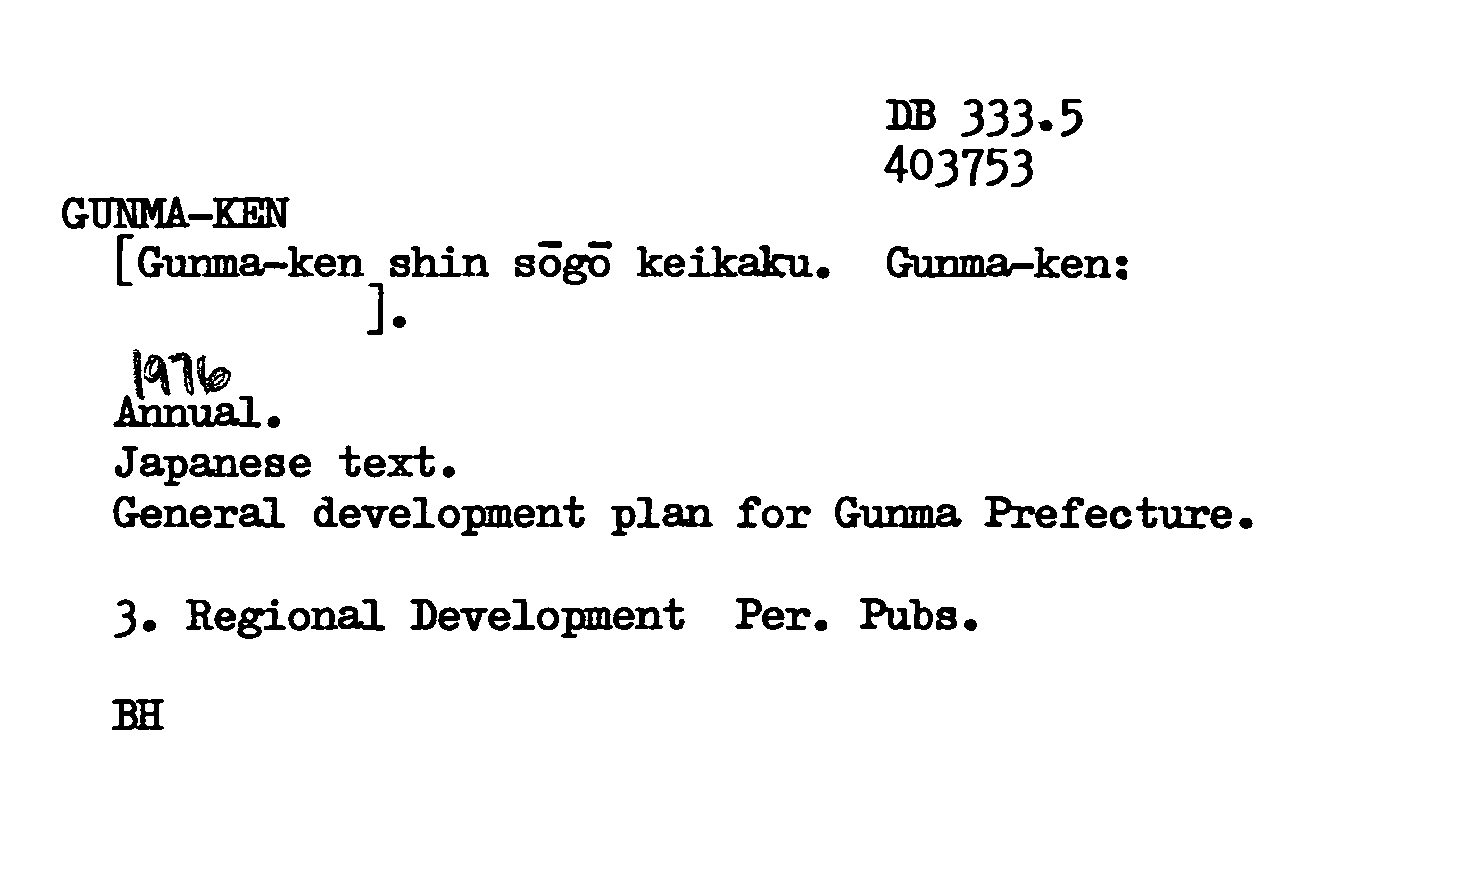 DB 333.5
403753
GUNMA-KEN
[Gunma-ken shin sōgō keikaku. Gunma-ken:
].
1976
Annual.
Japanese text.
General development plan for Gunma Prefecture.
3. Regional Development Per. Pubs.
BH